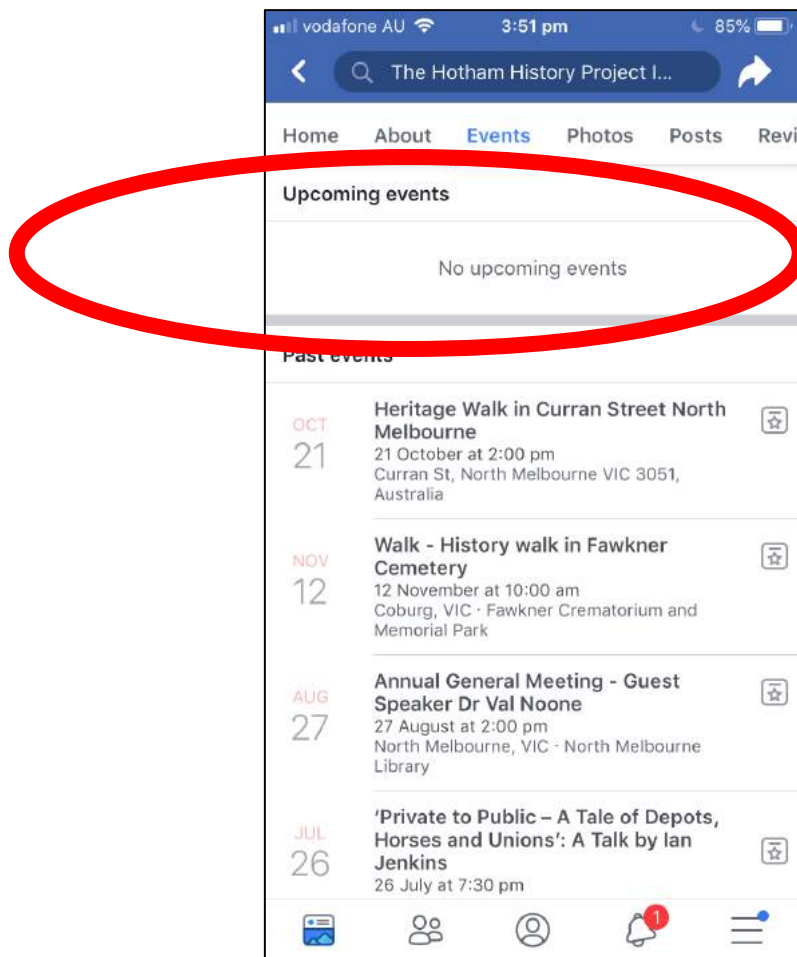 vodafone AU 3:51 pm 85%
The Hotham History Project I...
Home About Events Photos Posts Revi
Upcoming events
No upcoming events
Past events
OCT
21
Heritage Walk in Curran Street North
Melbourne
21 October at 2:00 pm
Curran St, North Melbourne VIC 3051,
Australia
NOV
12
Walk - History walk in Fawkner
Cemetery
12 November at 10:00 am
Coburg, VIC · Fawkner Crematorium and
Memorial Park
AUG
27
Annual General Meeting - Guest
Speaker Dr Val Noone
27 August at 2:00 pm
North Melbourne, VIC · North Melbourne
Library
JUL
26
‘Private to Public – A Tale of Depots,
Horses and Unions’: A Talk by Ian
Jenkins
26 July at 7:30 pm
1